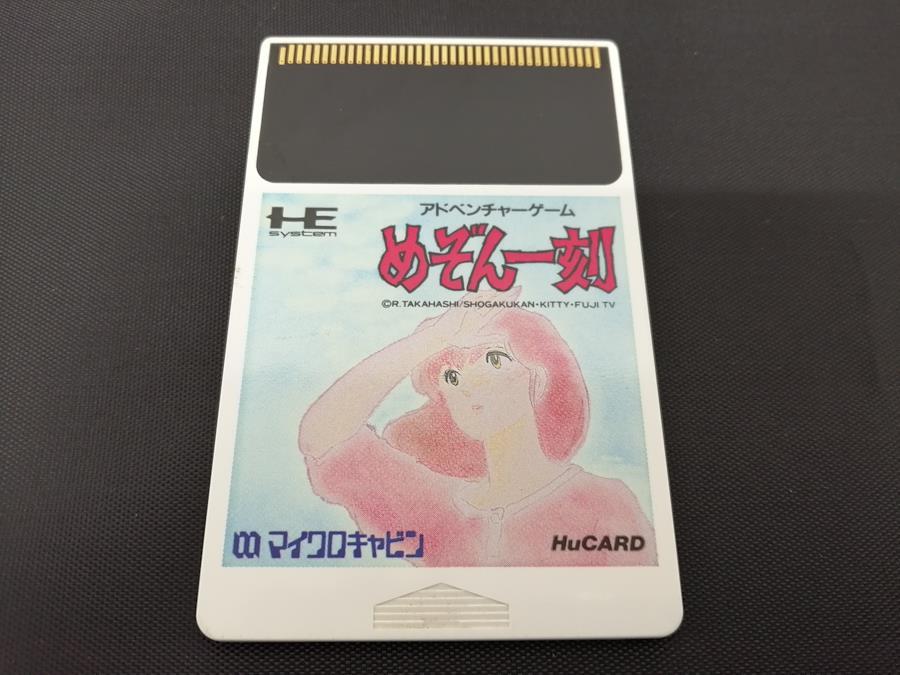 HE
system
アドベンチャーゲーム
めぞん一刻
©R.TAKAHASHI/SHOGAKUKAN・KITTY・FUJI TV
マイクロキャビン
HuCARD